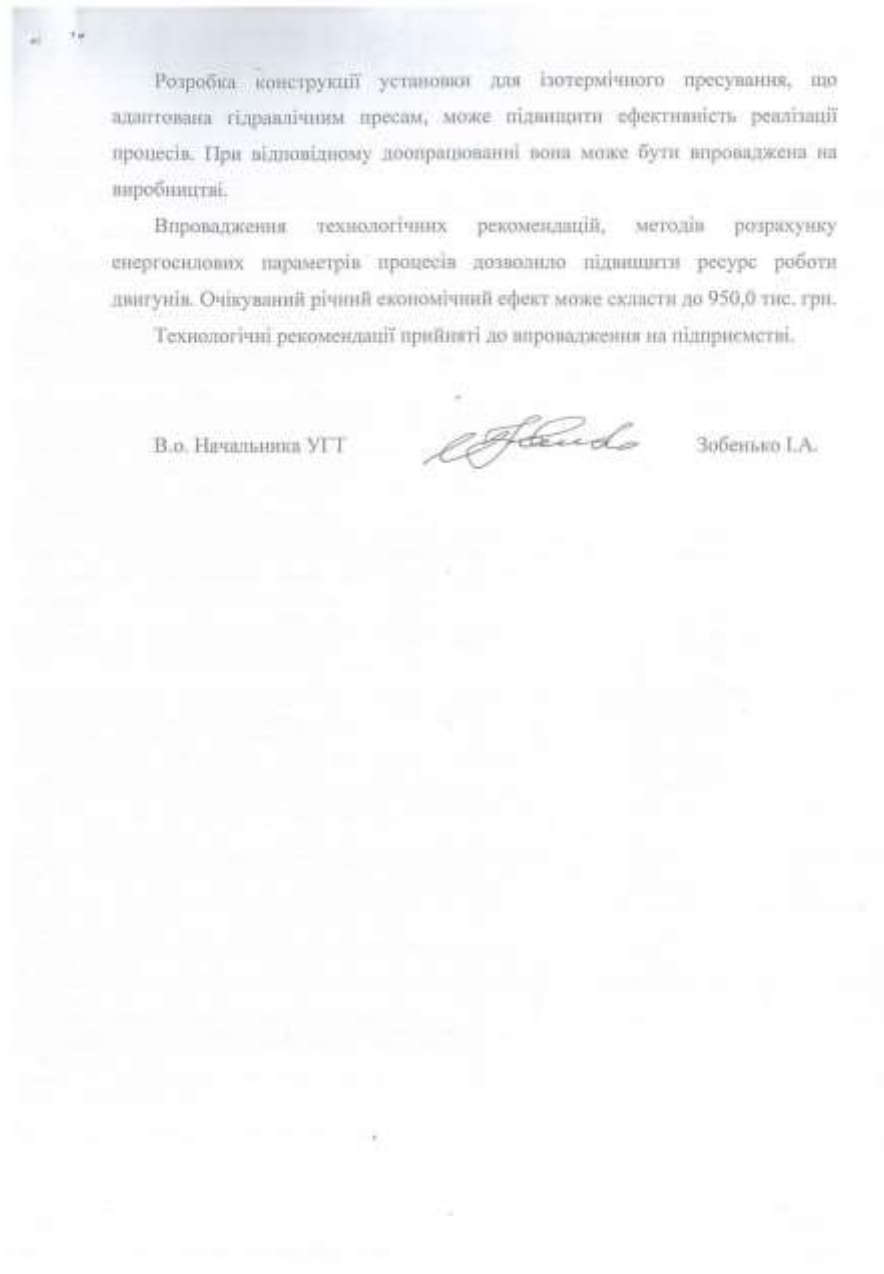 Розробка конструкції установки для ізотермічного пресування, що
адаптована гідравлічним пресам, може підвищити ефективність реалізації
процесів. При відповідному доопрацюванні вона може бути впроваджена на
виробництві.
Впровадження технологічних рекомендацій, методів розрахунку
енергосилових параметрів процесів дозволило підвищити ресурс роботи
двигунів. Очікуваний річний економічний ефект може скласти до 950,0 тис. грн.
Технологічні рекомендації прийняті до впровадження на підприємстві.
В.о. Начальника УГТ Зобенько І.А.